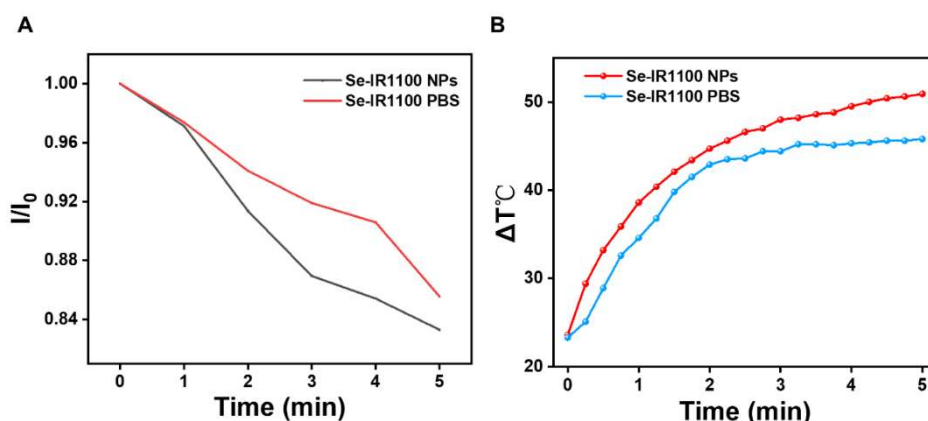 A
I/I0
1.00
0.96
0.92
0.88
0.84
Se-IR1100 NPs
Se-IR1100 PBS
0 1 2 3 4 5
Time (min)
B
ΔT℃
50
40
30
20
Se-IR1100 NPs
Se-IR1100 PBS
0 1 2 3 4 5
Time (min)